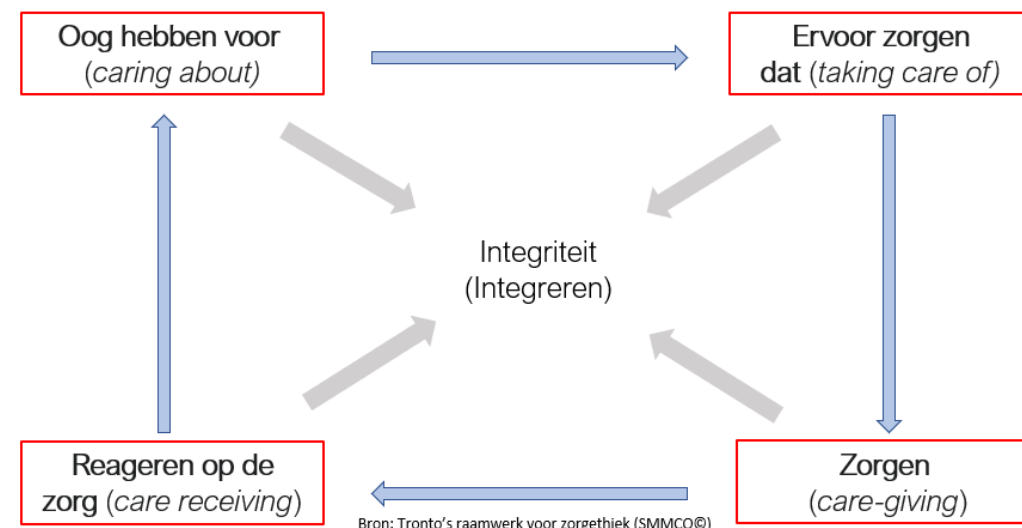 Oog hebben voor
(caring about)
Ervoor zorgen
dat (taking care of)
Integriteit
(Integreren)
Reageren op de
zorg (care receiving)
Zorgen
(care-giving)
Bron: Tronto's raamwerk voor zorgethiek (SMMCO©)